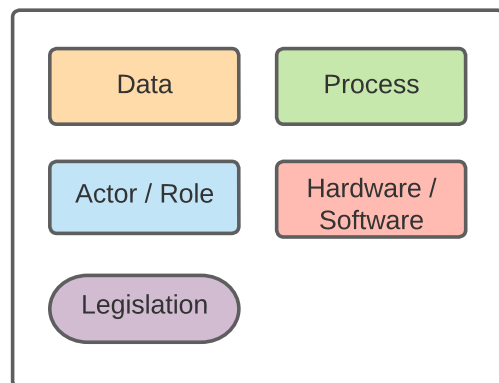 Data
Process
Actor / Role
Hardware /
Software
Legislation